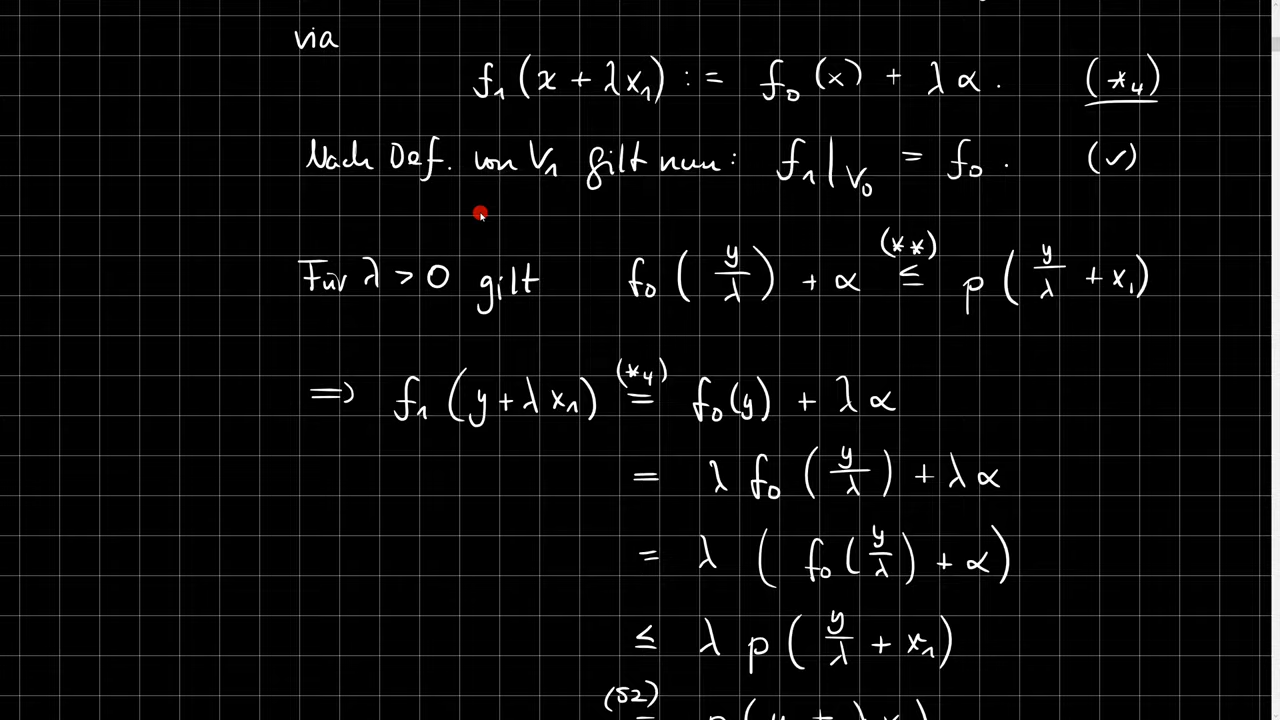 via
f₁(x + λx₁) := f₀(x) + λα. (*₄)
Nach Def. von V₁ gilt nun: f₁|V₀ = f₀. (✓)
(**)
Für λ > 0 gilt f₀(y/λ) + α ≤ p(y/λ + x₁)
(*₄)
⇒ f₁(y + λx₁) = f₀(y) + λα
= λ f₀(y/λ) + λα
= λ (f₀(y/λ) + α)
≤ λ p(y/λ + x₁)
(S2)
= p(y + λx₁)